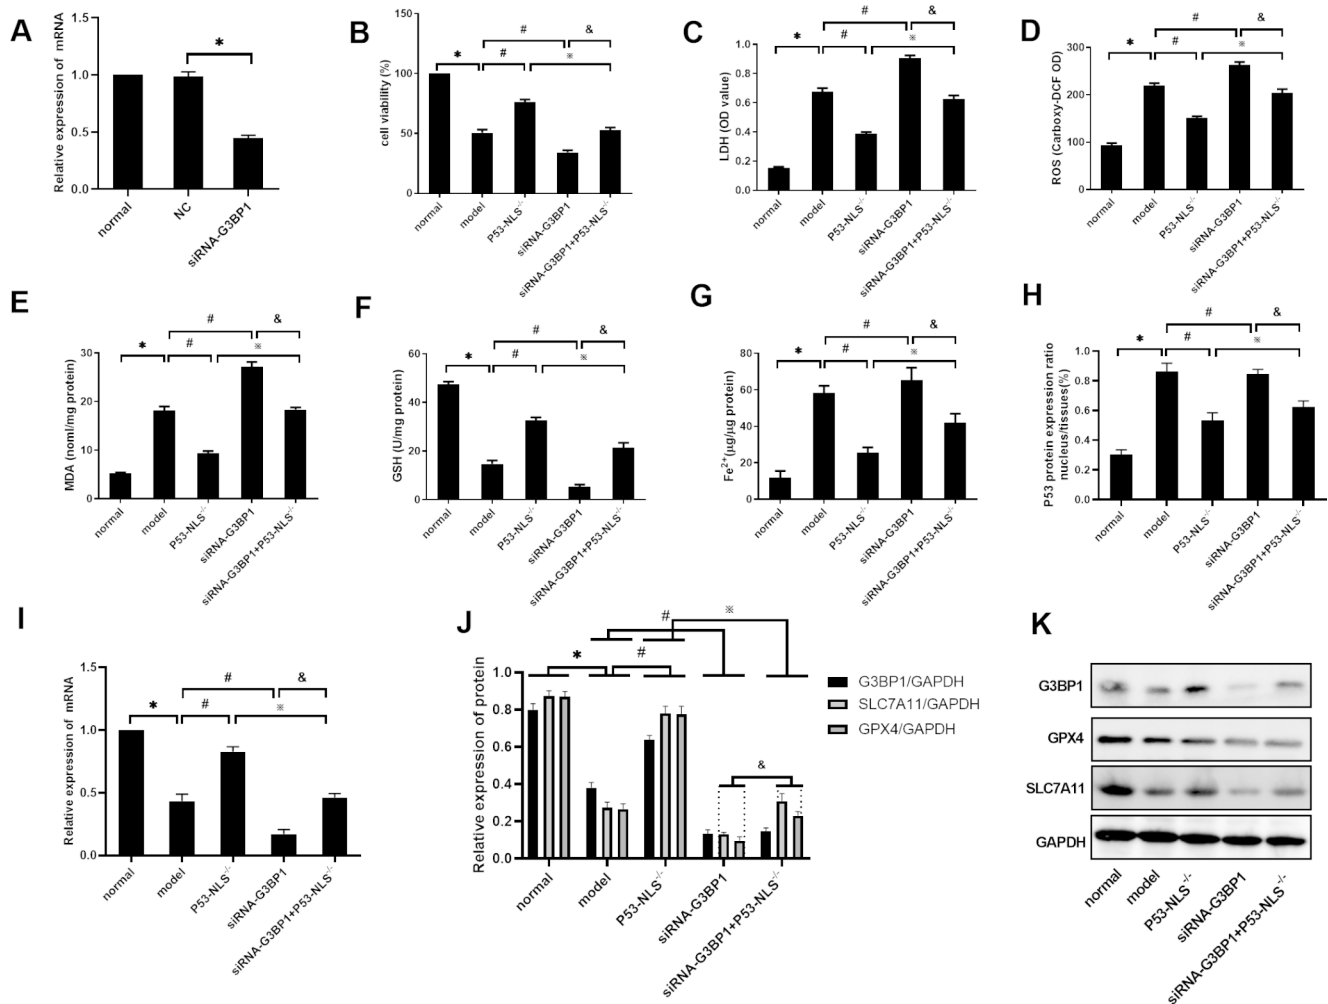 A
Relative expression of mRNA
1.5
1.0
0.5
0.0
*
normal
NC
siRNA-G3BP1
B
cell viability (%)
150
100
50
0
*
#
#
&
※
normal
model
P53-NLS-/-
siRNA-G3BP1
siRNA-G3BP1+P53-NLS-/-
C
LDH (OD value)
1.0
0.8
0.6
0.4
0.2
0.0
*
#
#
&
※
normal
model
P53-NLS-/-
siRNA-G3BP1
siRNA-G3BP1+P53-NLS-/-
D
ROS (Carboxy-DCF OD)
300
200
100
0
*
#
#
&
※
normal
model
P53-NLS-/-
siRNA-G3BP1
siRNA-G3BP1+P53-NLS-/-
E
MDA (noml/mg protein)
30
20
10
0
*
#
#
&
※
normal
model
P53-NLS-/-
siRNA-G3BP1
siRNA-G3BP1+P53-NLS-/-
F
GSH (U/mg protein)
60
40
20
0
*
#
#
&
※
normal
model
P53-NLS-/-
siRNA-G3BP1
siRNA-G3BP1+P53-NLS-/-
G
Fe2+(μg/μg protein)
80
60
40
20
0
*
#
#
&
※
normal
model
P53-NLS-/-
siRNA-G3BP1
siRNA-G3BP1+P53-NLS-/-
H
P53 protein expression ratio
nucleus/tissues(%)
1.0
0.8
0.6
0.4
0.2
0.0
*
#
#
&
※
normal
model
P53-NLS-/-
siRNA-G3BP1
siRNA-G3BP1+P53-NLS-/-
I
Relative expression of mRNA
1.5
1.0
0.5
0.0
*
#
#
&
※
normal
model
P53-NLS-/-
siRNA-G3BP1
siRNA-G3BP1+P53-NLS-/-
J
Relative expression of protein
1.0
0.8
0.6
0.4
0.2
0.0
*
#
#
※
&
G3BP1/GAPDH
SLC7A11/GAPDH
GPX4/GAPDH
normal
model
P53-NLS-/-
siRNA-G3BP1
siRNA-G3BP1+P53-NLS-/-
K
G3BP1
GPX4
SLC7A11
GAPDH
normal
model
P53-NLS-/-
siRNA-G3BP1
siRNA-G3BP1+P53-NLS-/-